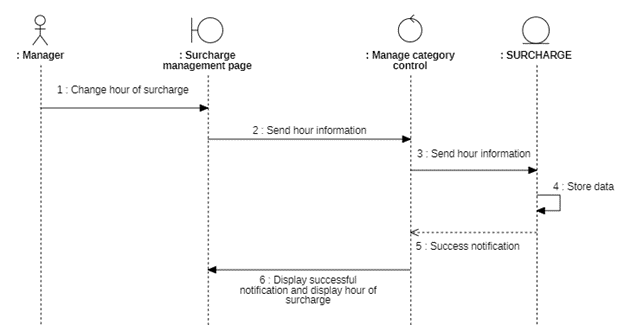 : Manager
: Surcharge
management page
: Manage category
control
: SURCHARGE
1 : Change hour of surcharge
2 : Send hour information
3 : Send hour information
4 : Store data
5 : Success notification
6 : Display successful
notification and display hour of
surcharge